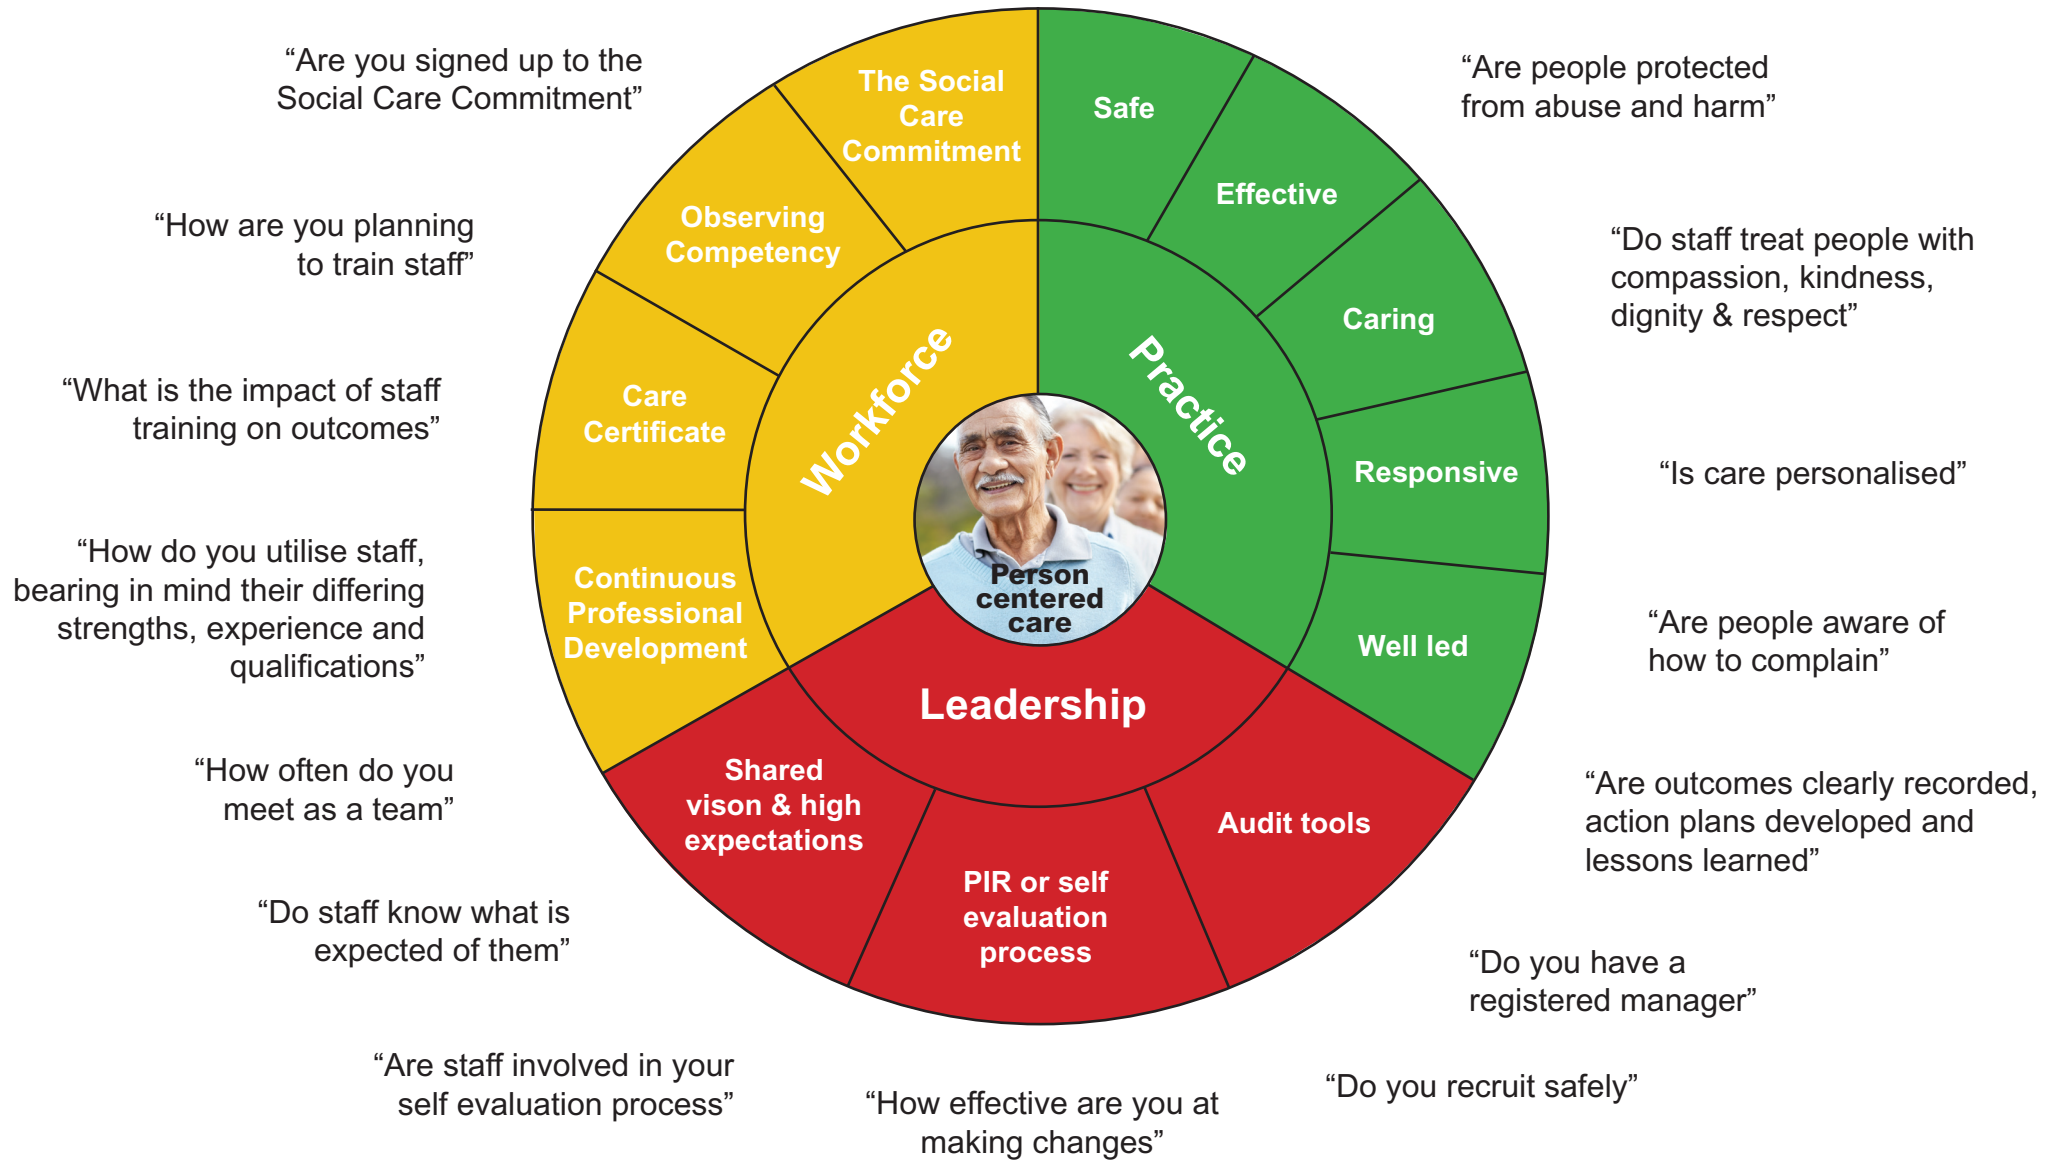 “Are you signed up to the
Social Care Commitment”
“How are you planning
to train staff”
“What is the impact of staff
training on outcomes”
“How do you utilise staff,
bearing in mind their differing
strengths, experience and
qualifications”
“How often do you
meet as a team”
“Do staff know what is
expected of them”
“Are staff involved in your
self evaluation process”
“How effective are you at
making changes”
The Social
Care
Commitment
Observing
Competency
Care
Certificate
Continuous
Professional
Development
Workforce
Safe
Effective
Caring
Responsive
Well led
Practice
Person
centered
care
Leadership
Shared
vison & high
expectations
PIR or self
evaluation
process
Audit tools
“Are people protected
from abuse and harm”
“Do staff treat people with
compassion, kindness,
dignity & respect”
“Is care personalised”
“Are people aware of
how to complain”
“Are outcomes clearly recorded,
action plans developed and
lessons learned”
“Do you have a
registered manager”
“Do you recruit safely”